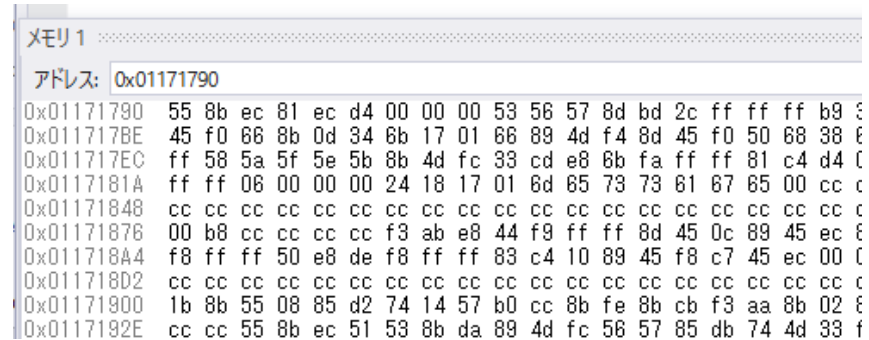 メモリ 1
アドレス: 0x01171790
0x01171790 55 8b ec 81 ec d4 00 00 00 53 56 57 8d bd 2c ff ff ff b9
0x011717BE 45 f0 66 8b 0d 34 6b 17 01 66 89 4d f4 8d 45 f0 50 68 38
0x011717EC ff 58 5a 5f 5e 5b 8b 4d fc 33 cd e8 6b fa ff ff 81 c4 d4
0x0117181A ff ff 06 00 00 00 24 18 17 01 6d 65 73 73 61 67 65 00 cc
0x01171848 cc cc cc cc cc cc cc cc cc cc cc cc cc cc cc cc cc cc cc
0x01171876 00 b8 cc cc cc cc f3 ab e8 44 f9 ff ff 8d 45 0c 89 45 ec
0x011718A4 f8 ff ff 50 e8 de f8 ff ff 83 c4 10 89 45 f8 c7 45 ec 00
0x011718D2 cc cc cc cc cc cc cc cc cc cc cc cc cc cc cc cc cc cc cc
0x01171900 1b 8b 55 08 85 d2 74 14 57 b0 cc 8b fe 8b cb f3 aa 8b 02
0x0117192E cc cc 55 8b ec 51 53 8b da 89 4d fc 56 57 85 db 74 4d 33